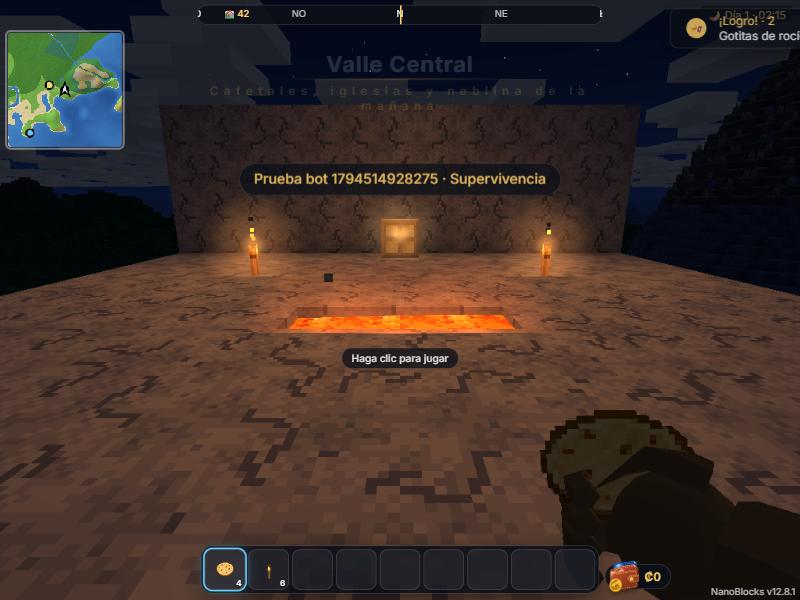 42
NO
N
NE
Día 1 · 02:15
¡Logro! · 2
Gotitas de rocí
Valle Central
Cafetales, iglesias y neblina de la
mañana
Prueba bot 1794514928275 · Supervivencia
Haga clic para jugar
4
6
₡0
NanoBlocks v12.8.1